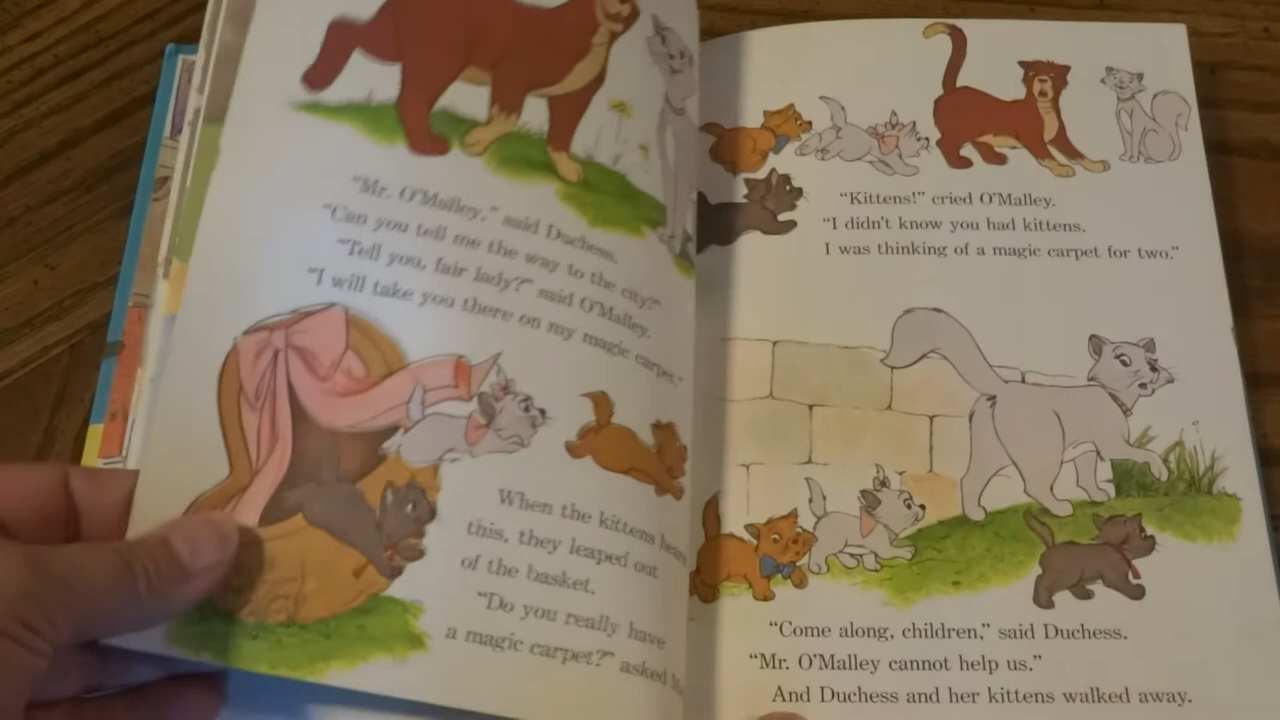 "Mr. O'Malley," said Duchess.
"Can you tell me the way to the city?"
"Tell you, fair lady?" said O'Malley.
"I will take you there on my magic carpet."
When the kittens heard
this, they leaped out
of the basket.
"Do you really have
a magic carpet?" asked
"Kittens!" cried O'Malley.
"I didn't know you had kittens.
I was thinking of a magic carpet for two."
"Come along, children," said Duchess.
"Mr. O'Malley cannot help us."
And Duchess and her kittens walked away.